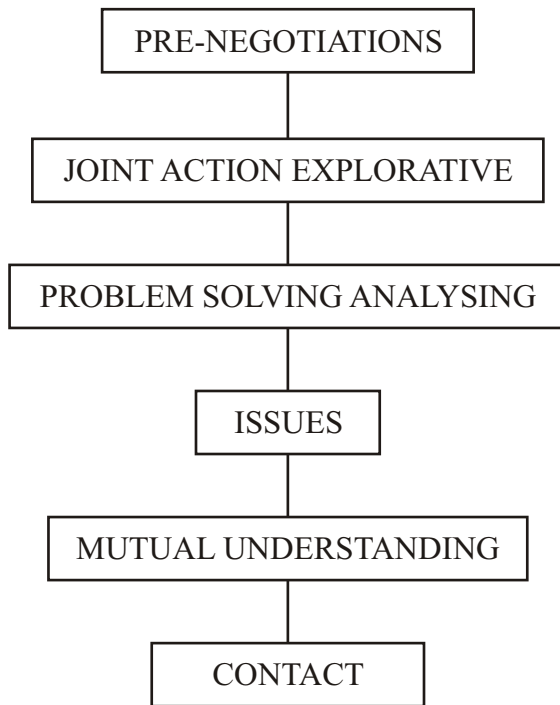 PRE-NEGOTIATIONS
JOINT ACTION EXPLORATIVE
PROBLEM SOLVING ANALYSING
ISSUES
MUTUAL UNDERSTANDING
CONTACT